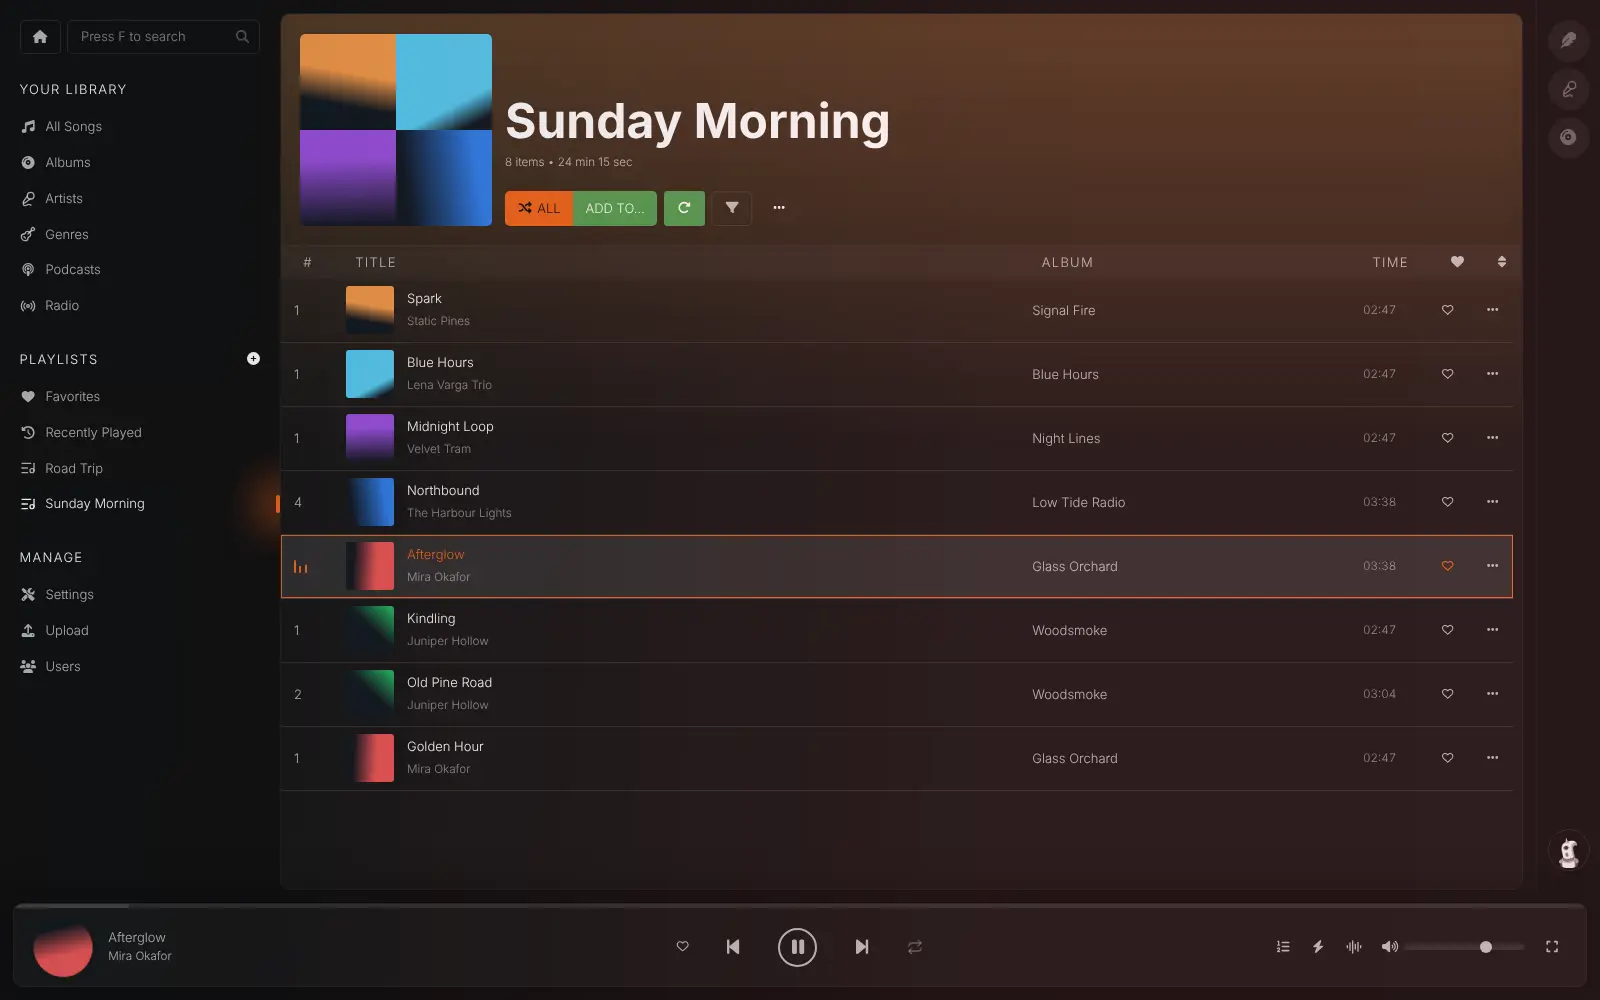 Press F to search
YOUR LIBRARY
All Songs
Albums
Artists
Genres
Podcasts
Radio
PLAYLISTS
Favorites
Recently Played
Road Trip
Sunday Morning
MANAGE
Settings
Upload
Users
Sunday Morning
8 items • 24 min 15 sec
ALL ADD TO...
# TITLE ALBUM TIME
1 Spark Signal Fire 02:47
Static Pines
1 Blue Hours Blue Hours 02:47
Lena Varga Trio
1 Midnight Loop Night Lines 02:47
Velvet Tram
4 Northbound Low Tide Radio 03:38
The Harbour Lights
Afterglow Glass Orchard 03:38
Mira Okafor
1 Kindling Woodsmoke 02:47
Juniper Hollow
2 Old Pine Road Woodsmoke 03:04
Juniper Hollow
1 Golden Hour Glass Orchard 02:47
Mira Okafor
Afterglow
Mira Okafor